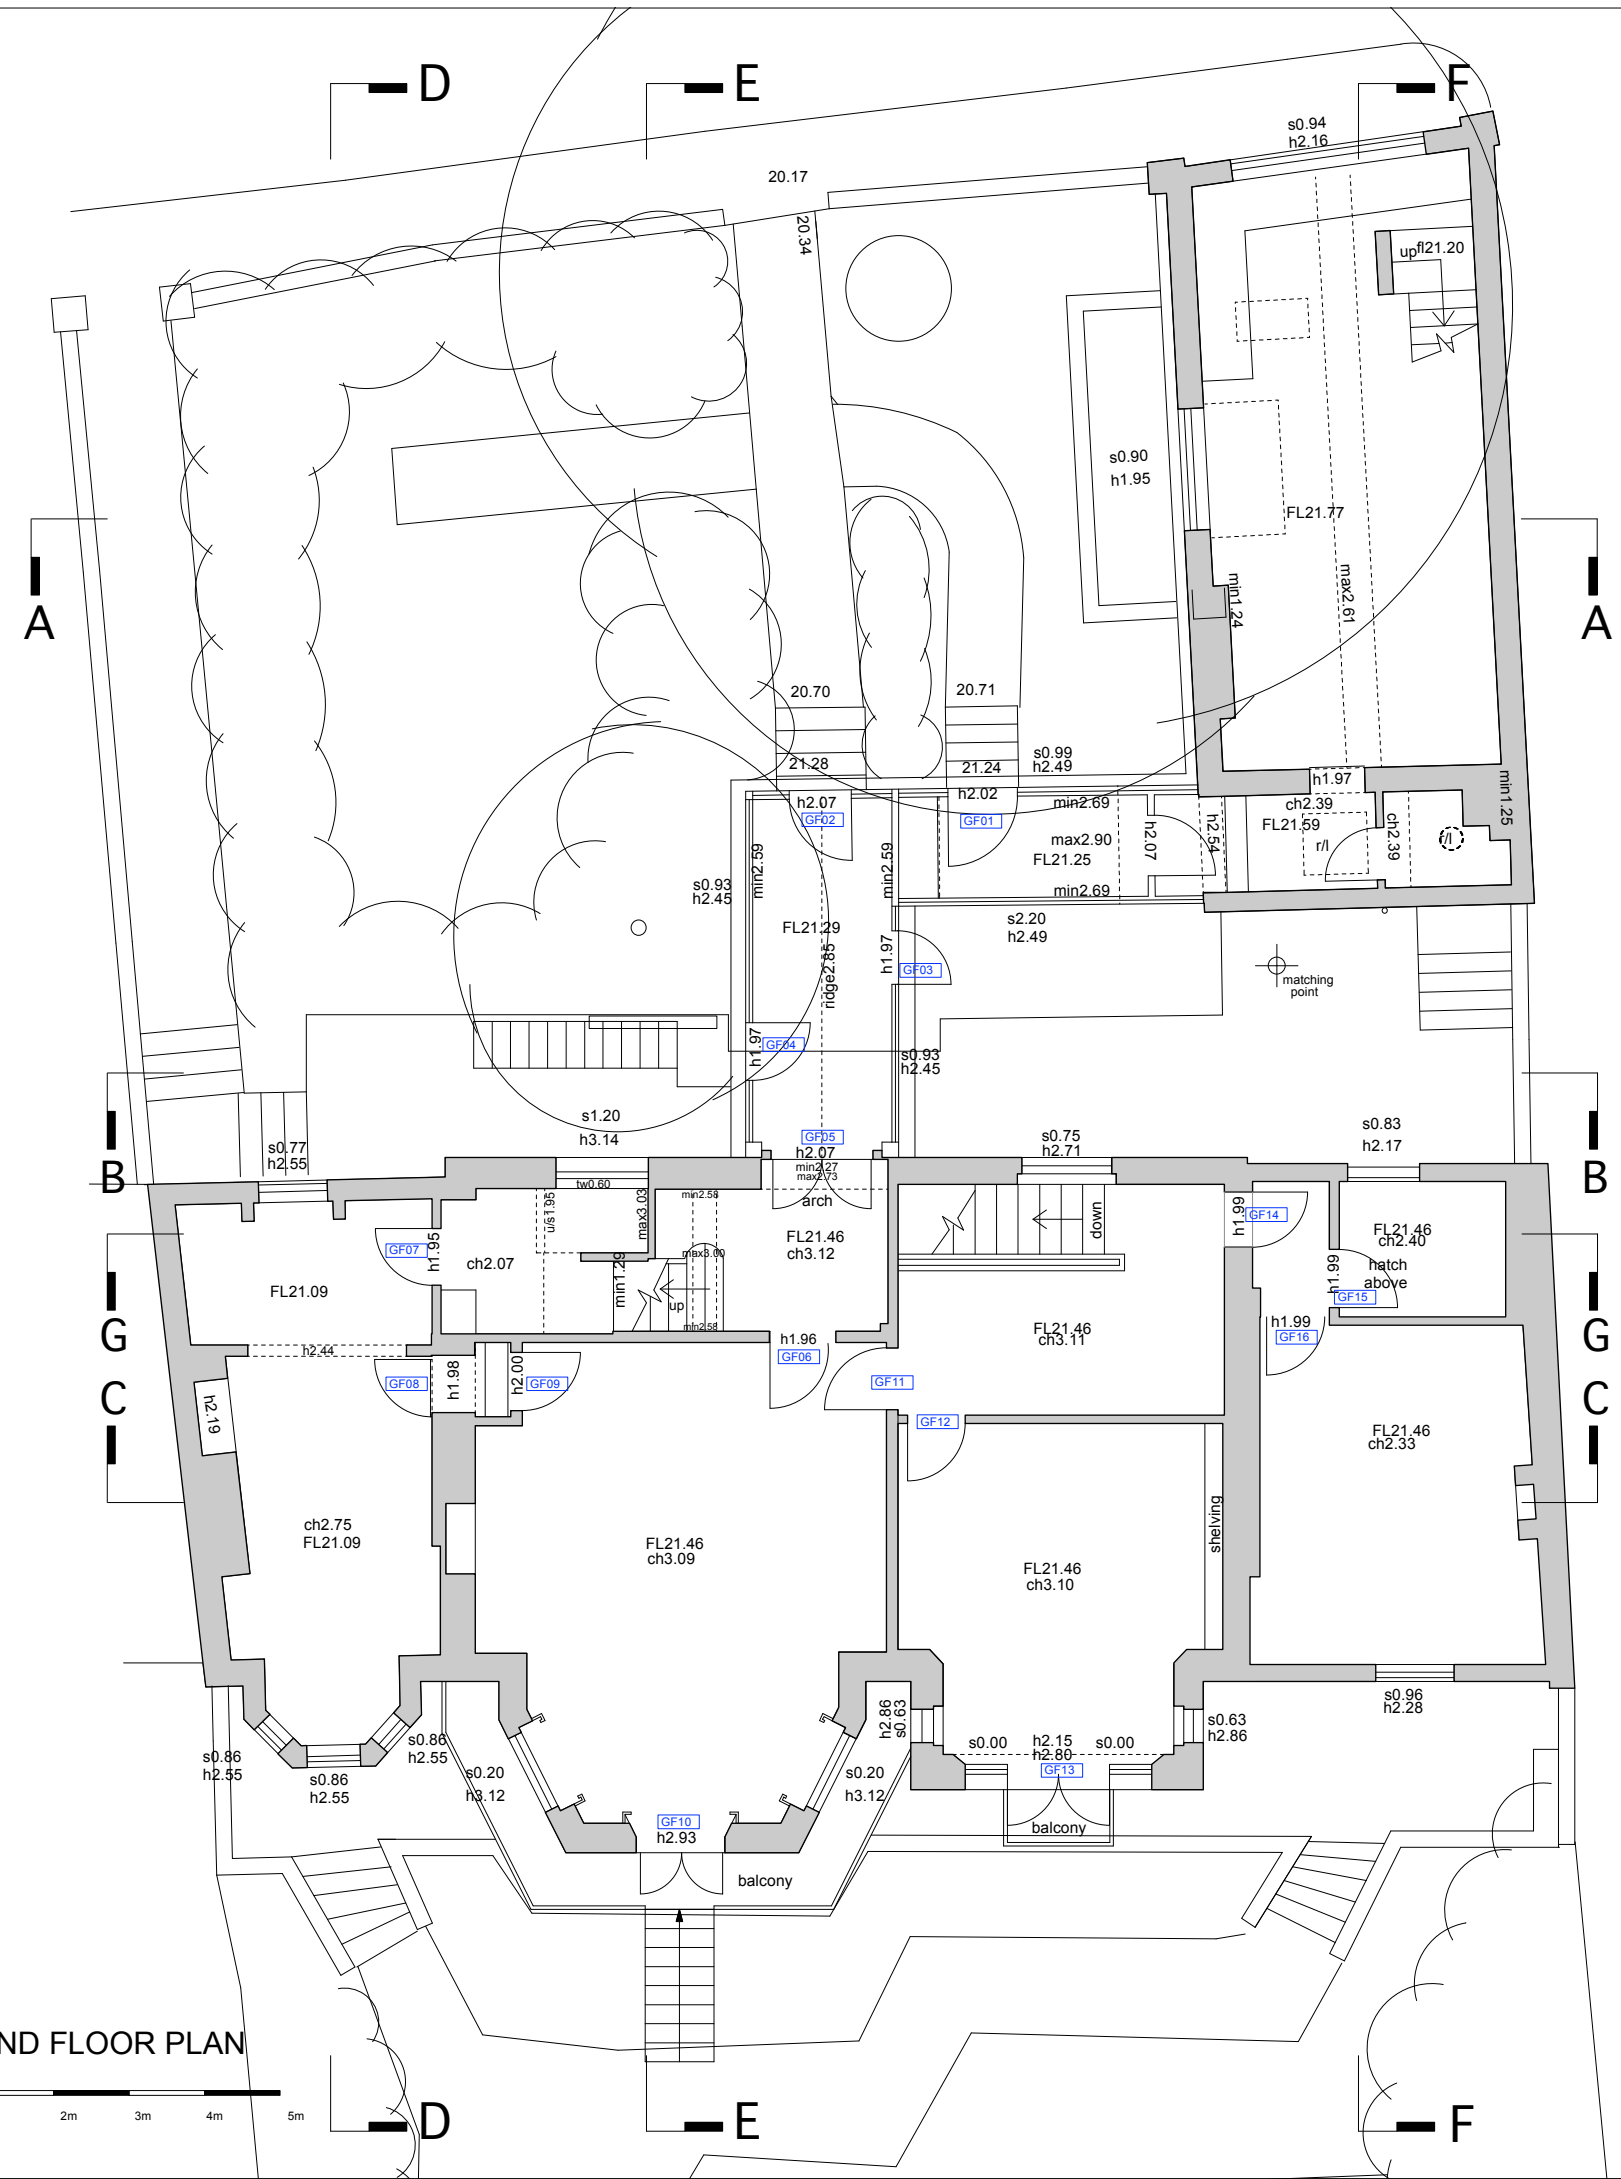 D
E
F
s0.94
h2.16
20.17
20.34
up
fl21.20
s0.90
h1.95
FL21.77
A
A
min1.24
max2.61
20.70
20.71
21.28
21.24
s0.99
h2.49
h2.07
GF02
h2.02
GF01
min2.69
max2.90
FL21.25
min2.69
h2.07
h2.54
h1.97
ch2.39
FL21.59
r/l
ch2.39
r/l
min1.25
s0.93
h2.45
min2.59
min2.59
FL21.29
ridge2.85
h1.97
GF03
s2.20
h2.49
matching
point
h1.97
GF04
s0.93
h2.45
s1.20
h3.14
GF05
h2.07
min2.27
max2.73
arch
s0.77
h2.55
s0.75
h2.71
s0.83
h2.17
B
B
tw0.60
u/s1.95
max3.03
min2.58
max3.00
min2.58
FL21.46
ch3.12
GF07
h1.95
ch2.07
min1.29
up
down
h1.99
GF14
FL21.46
ch2.40
hatch
above
h1.99
GF15
FL21.09
G
G
h2.44
h1.96
GF06
FL21.46
ch3.11
h1.99
GF16
GF08
h1.98
h2.00
GF09
GF11
GF12
C
C
h2.19
FL21.46
ch2.33
ch2.75
FL21.09
FL21.46
ch3.09
FL21.46
ch3.10
shelving
s0.86
h2.55
s0.86
h2.55
s0.86
h2.55
s0.20
h3.12
s0.20
h3.12
h2.86
s0.63
s0.00
h2.15
h2.80
s0.00
GF13
s0.63
h2.86
s0.96
h2.28
GF10
h2.93
balcony
balcony
ND FLOOR PLAN
2m
3m
4m
5m
D
E
F